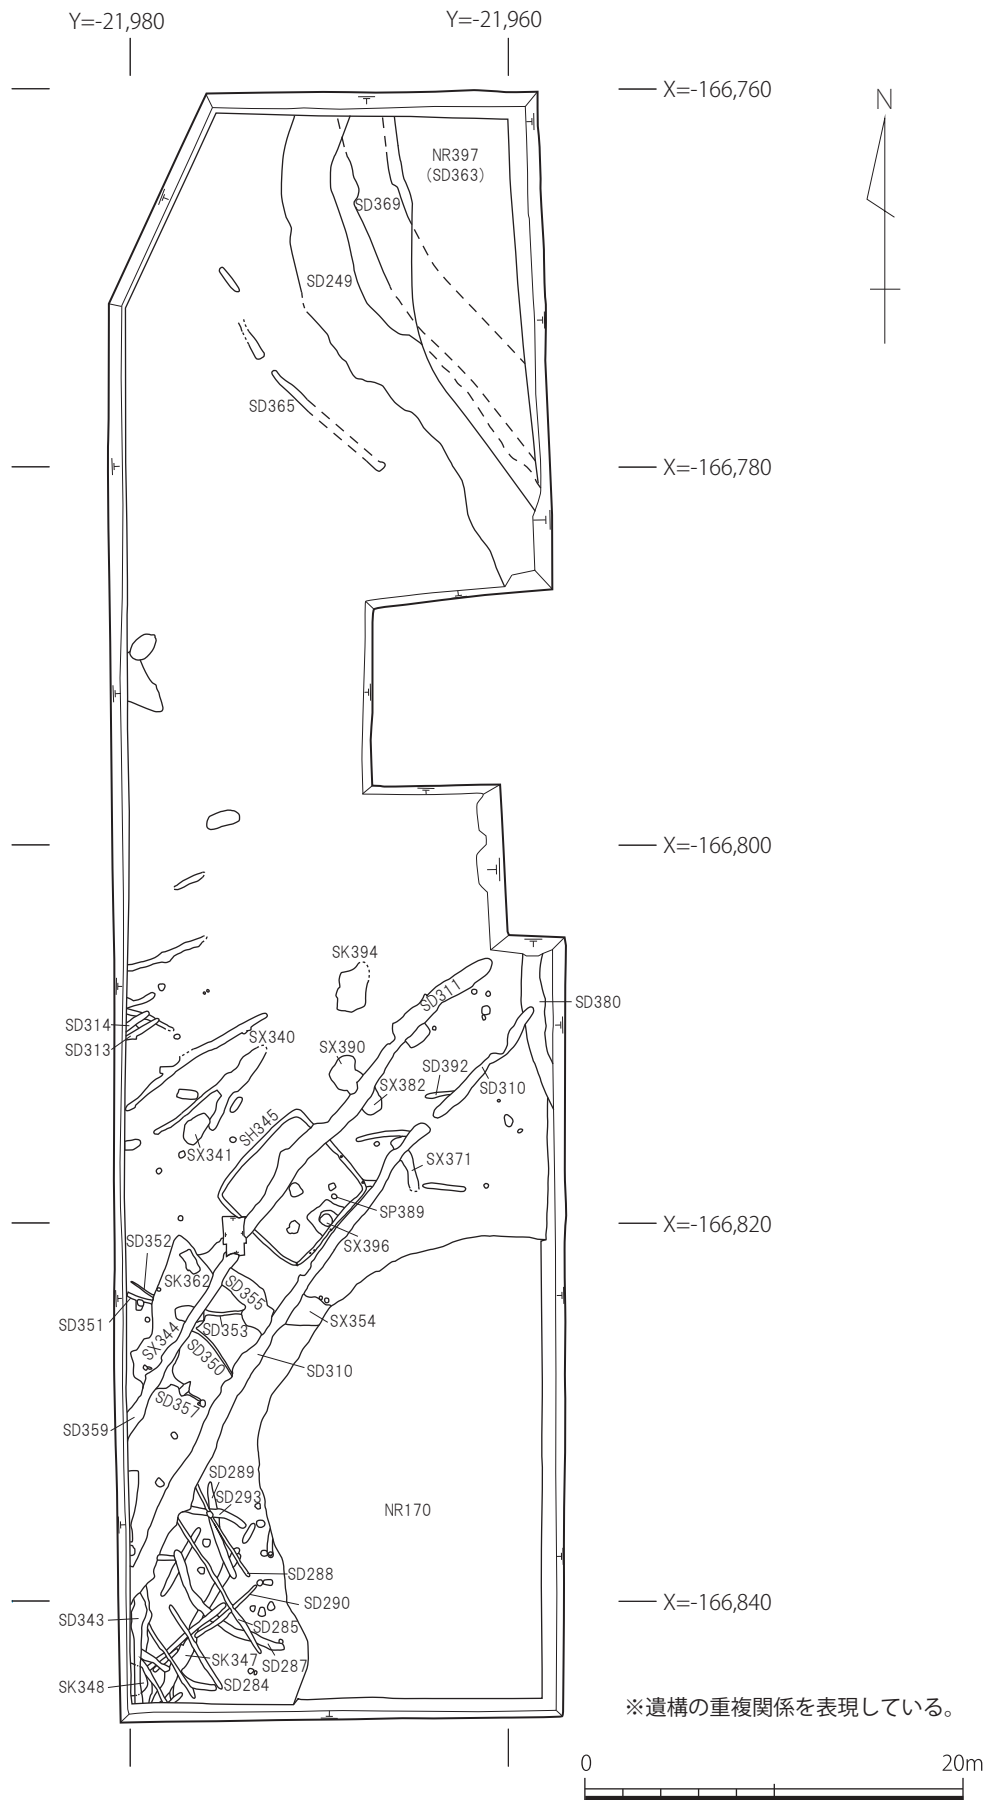 Y=-21,980
Y=-21,960
X=-166,760
N
NR397
(SD363)
SD369
SD249
SD365
X=-166,780
X=-166,800
SK394
SD311
SD380
SD314
SD313
SX340
SX390
SD392
SX382
SD310
SH345
SX341
SX371
SP389
X=-166,820
SX396
SD352
SK362
SD355
SD351
SX354
SD353
SX344
SD350
SD310
SD357
SD359
SD289
SD293
NR170
SD288
SD290
X=-166,840
SD343
SD285
SK347
SD287
SK348
SD284
※遺構の重複関係を表現している。
0
20m